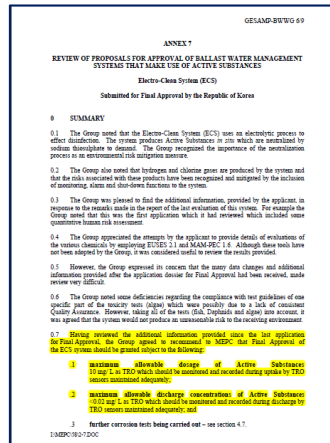 GESAMP-BWWG 6/9
ANNEX 7
REVIEW OF PROPOSALS FOR APPROVAL OF BALLAST WATER MANAGEMENT
SYSTEMS THAT MAKE USE OF ACTIVE SUBSTANCES
Electro-Clean System (ECS)
Submitted for Final Approval by the Republic of Korea
0 SUMMARY
0.1 The Group noted that the Electro-Clean System (ECS) uses an electrolytic process to
effect disinfection. The system produces Active Substances in situ which are neutralized by
sodium thiosulphate to demand. The Group recognized the importance of the neutralization
process as an environmental risk mitigation measure.
0.2 The Group also noted that hydrogen and chlorine gases are produced by the system and
that the risks associated with these products have been recognized and mitigated by the inclusion
of monitoring, alarm and shut-down functions to the system.
0.3 The Group was pleased to find the additional information, provided by the applicant, in
response to the remarks made in the report of the last evaluation of this system. For example the
Group noted that this was the first application which it had reviewed which included some
quantitative human risk assessment.
0.4 The Group appreciated the attempts by the applicant to provide details of evaluations of
the various chemicals by employing EUSES 2.1 and MAM-PEC 1.6. Although these tools have
not been adopted by the Group, it was considered useful to review the results provided.
0.5 However, the Group expressed its concern that the many data changes and additional
information provided after the application dossier for Final Approval had been received, made
review very difficult.
0.6 The Group noted some deficiencies regarding the compliance with test guidelines of one
specific part of the toxicity tests (algae) which were possibly due to a lack of consistent
Quality Assurance. However, taking all of the tests (fish, Daphnids and algae) into account, it
was agreed that the system would not produce an unreasonable risk to the receiving environment.
0.7 Having reviewed the additional information provided since the last application
for Final Approval, the Group agreed to recommend to MEPC that Final Approval of
the ECS system should be granted subject to the following:
.1 maximum allowable dosage of Active Substances
10 mg/ L as TRO which should be monitored and recorded during uptake by TRO
sensors maintained adequately;
.2 maximum allowable discharge concentrations of Active Substances
<0.02 mg/ L as TRO which should be monitored and recorded during discharge by
TRO sensors maintained adequately; and
.3 further corrosion tests being carried out – see section 4.7.
I:\MEPC\58\2-7.DOC